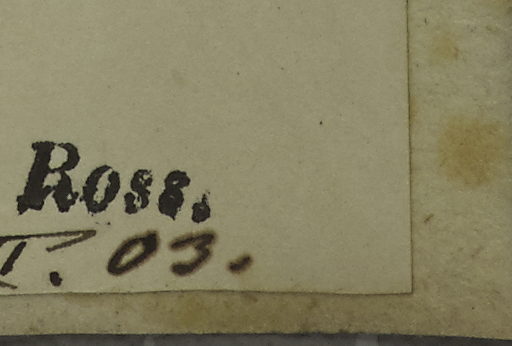 Ross.
I. 03.